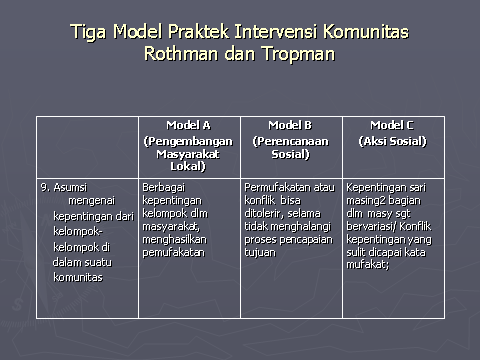 Tiga Model Praktek Intervensi Komunitas
Rothman dan Tropman
Model A
(Pengembangan
Masyarakat
Lokal)
Model B
(Perencanaan
Sosial)
Model C
(Aksi Sosial)
9. Asumsi
mengenai
kepentingan dari
kelompok-
kelompok di
dalam suatu
komunitas
Berbagai
kepentingan
kelompok dlm
masyarakat,
menghasilkan
pemufakatan
Permufakatan atau
konflik bisa
ditolerir, selama
tidak menghalangi
proses pencapaian
tujuan
Kepentingan sari
masing2 bagian
dlm masy sgt
bervariasi/ Konflik
kepentingan yang
sulit dicapai kata
mufakat;